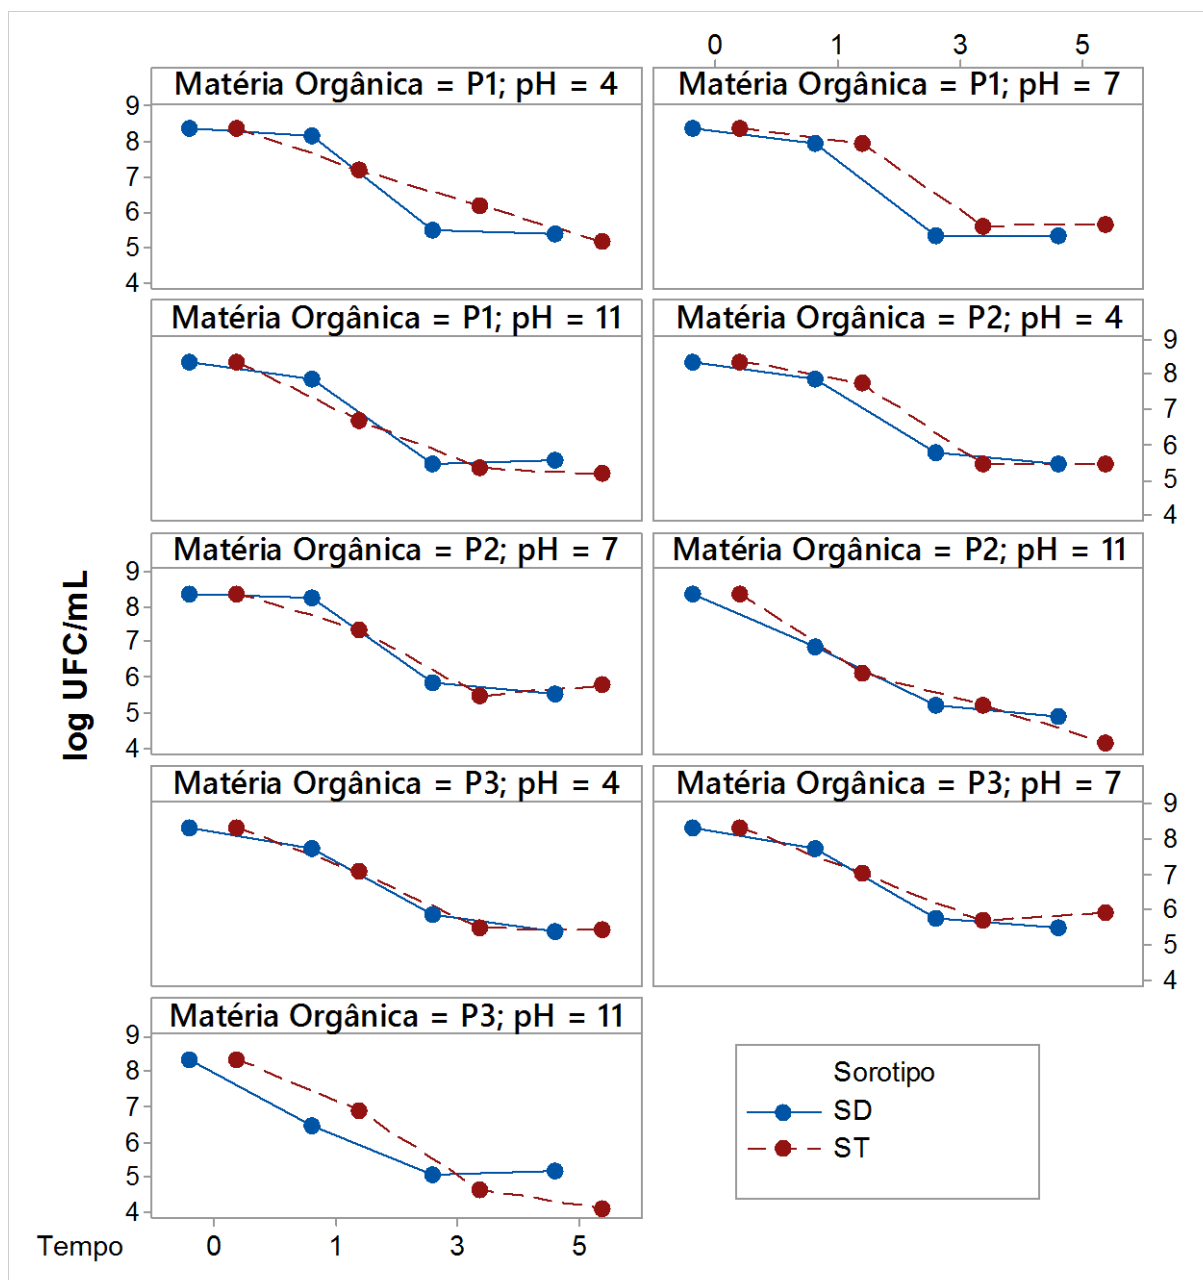 0 1 3 5
Matéria Orgânica = P1; pH = 4
Matéria Orgânica = P1; pH = 7
9
8
7
6
5
4
Matéria Orgânica = P1; pH = 11
Matéria Orgânica = P2; pH = 4
9
8
7
6
5
4
Matéria Orgânica = P2; pH = 7
Matéria Orgânica = P2; pH = 11
9
8
7
6
5
4
log UFC/mL
Matéria Orgânica = P3; pH = 4
Matéria Orgânica = P3; pH = 7
9
8
7
6
5
4
Matéria Orgânica = P3; pH = 11
9
8
7
6
5
4
Sorotipo
SD
ST
Tempo 0 1 3 5